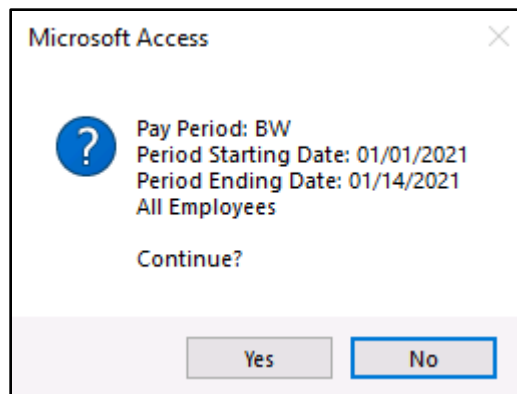 Microsoft Access
?
Pay Period: BW
Period Starting Date: 01/01/2021
Period Ending Date: 01/14/2021
All Employees
Continue?
Yes
No